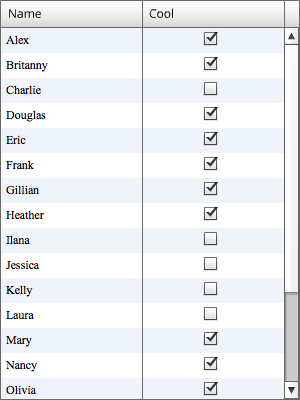 Name Cool
Alex
Britanny
Charlie
Douglas
Eric
Frank
Gillian
Heather
Ilana
Jessica
Kelly
Laura
Mary
Nancy
Olivia